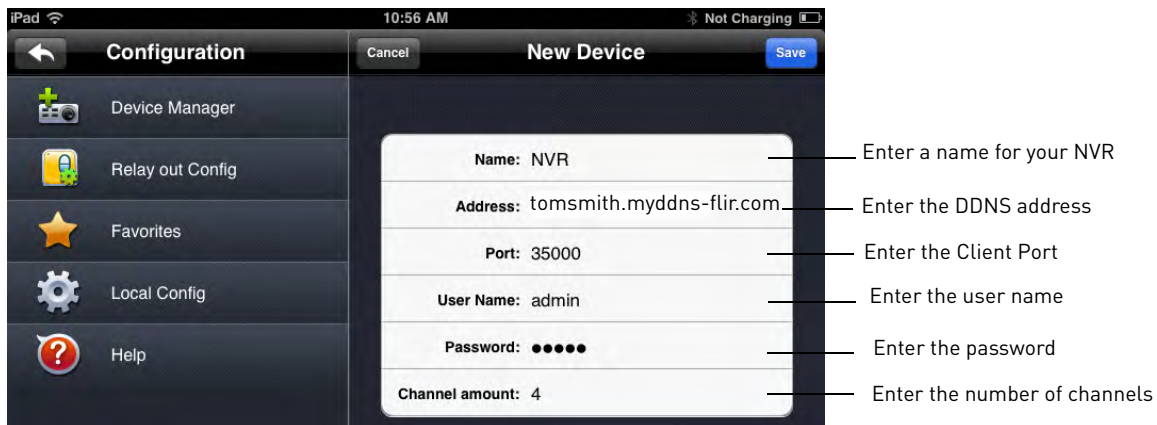 iPad 10:56 AM Not Charging
Configuration
Cancel New Device Save
Device Manager
Relay out Config
Favorites
Local Config
Help
Name: NVR
Enter a name for your NVR
Address: tomsmith.myddns-flir.com
Enter the DDNS address
Port: 35000
Enter the Client Port
User Name: admin
Enter the user name
Password: ●●●●●
Enter the password
Channel amount: 4
Enter the number of channels